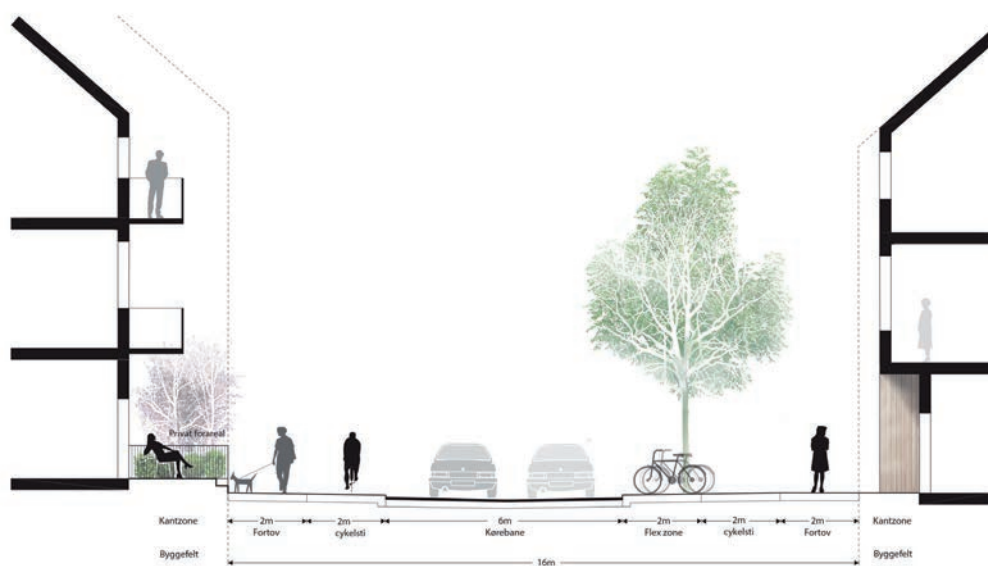 Privat forareal
Kantzone
2m
2m
6m
2m
2m
2m
Kantzone
Fortov
cykelsti
Kørebane
Flex zone
cykelsti
Fortov
Byggefelt
Byggefelt
16m